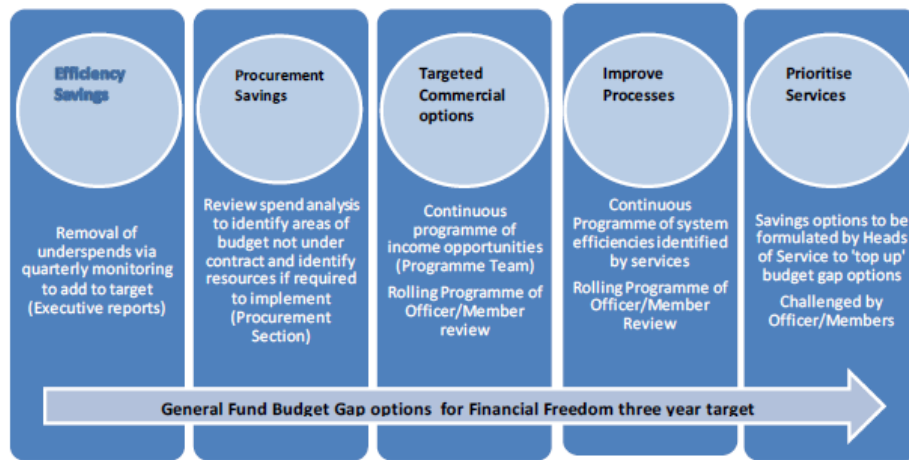 Efficiency
Savings
Removal of
underspends via
quarterly monitoring
to add to target
(Executive reports)
Procurement
Savings
Review spend analysis
to identify areas of
budget not under
contract and identify
resources if required
to implement
(Procurement
Section)
Targeted
Commercial
options
Continuous
programme of
income opportunities
(Programme Team)
Rolling Programme of
Officer/Member
review
Improve
Processes
Continuous
Programme of system
efficiencies identified
by services
Rolling Programme of
Officer/Member
Review
Prioritise
Services
Savings options to be
formulated by Heads
of Service to 'top up'
budget gap options
Challenged by
Officer/Members
General Fund Budget Gap options for Financial Freedom three year target